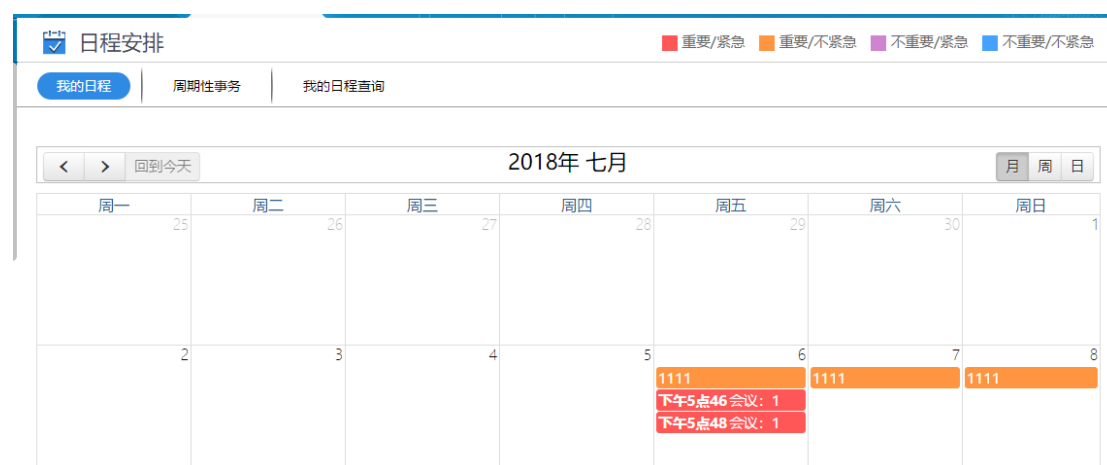 日程安排 重要/紧急 重要/不紧急 不重要/紧急 不重要/不紧急
我的日程 周期性事务 我的日程查询
回到今天 2018年 七月 月 周 日
周一 周二 周三 周四 周五 周六 周日
25 26 27 28 29 30 1
2 3 4 5 6 7 8
1111 1111 1111
下午5点46 会议：1
下午5点48 会议：1